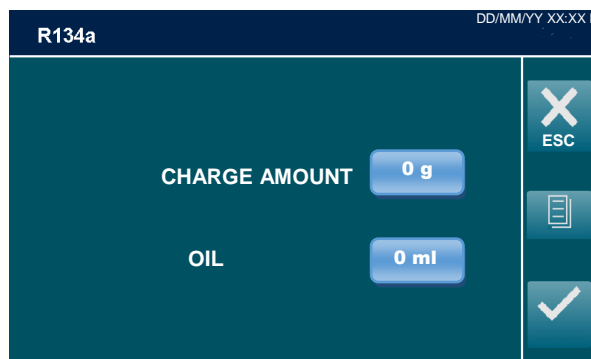 DD/MM/YY XX:XX
R134a
ESC
CHARGE AMOUNT 0 g
OIL 0 ml